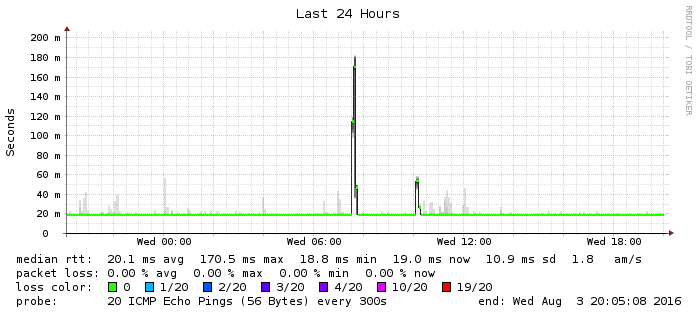 Last 24 Hours
RRDTOOL / TOBI OETIKER
Seconds
200 m
180 m
160 m
140 m
120 m
100 m
80 m
60 m
40 m
20 m
0
Wed 00:00 Wed 06:00 Wed 12:00 Wed 18:00
median rtt: 20.1 ms avg 170.5 ms max 18.8 ms min 19.0 ms now 10.9 ms sd 1.8 am/s
packet loss: 0.00 % avg 0.00 % max 0.00 % min 0.00 % now
loss color: 0 1/20 2/20 3/20 4/20 10/20 19/20
probe: 20 ICMP Echo Pings (56 Bytes) every 300s end: Wed Aug 3 20:05:08 2016